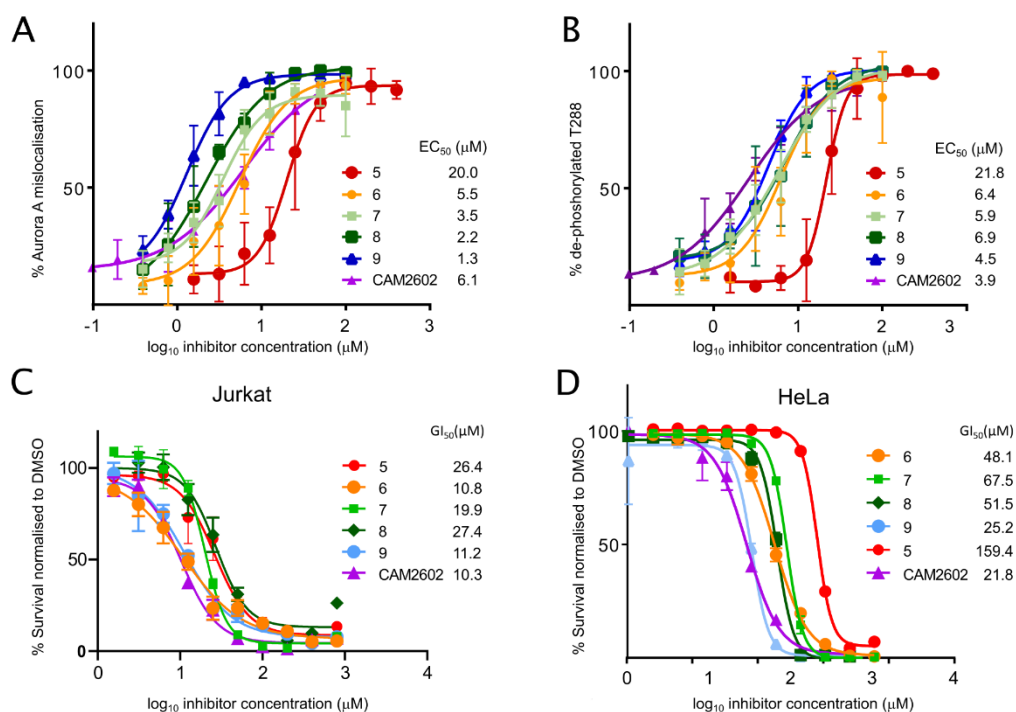 A
% Aurora A mislocalisation
100
50
EC50 (μM)
5 20.0
6 5.5
7 3.5
8 2.2
9 1.3
CAM2602 6.1
-1 0 1 2 3
log10 inhibitor concentration (μM)
B
% de-phoshorylated T288
100
50
EC50 (μM)
5 21.8
6 6.4
7 5.9
8 6.9
9 4.5
CAM2602 3.9
-1 0 1 2 3
log10 inhibitor concentration (μM)
C
Jurkat
% Survival normalised to DMSO
100
50
0
GI50(μM)
5 26.4
6 10.8
7 19.9
8 27.4
9 11.2
CAM2602 10.3
0 1 2 3 4
log10 inhibitor concentration (μM)
D
HeLa
% Survival normalised to DMSO
100
50
GI50(μM)
6 48.1
7 67.5
8 51.5
9 25.2
5 159.4
CAM2602 21.8
0 1 2 3 4
log10 inhibitor concentration (μM)